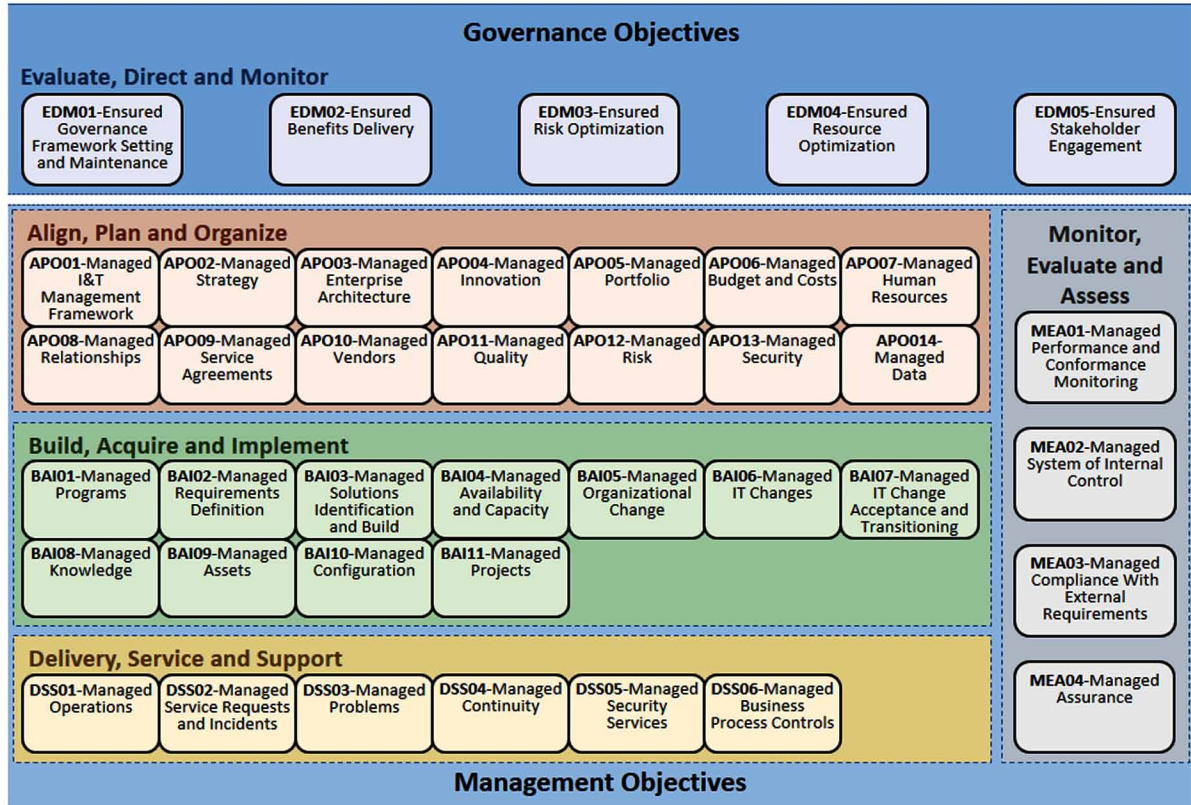 Governance Objectives
Evaluate, Direct and Monitor
EDM01-Ensured
Governance
Framework Setting
and Maintenance
EDM02-Ensured
Benefits Delivery
EDM03-Ensured
Risk Optimization
EDM04-Ensured
Resource
Optimization
EDM05-Ensured
Stakeholder
Engagement
Align, Plan and Organize
APO01-Managed
I&T
Management
Framework
APO02-Managed
Strategy
APO03-Managed
Enterprise
Architecture
APO04-Managed
Innovation
APO05-Managed
Portfolio
APO06-Managed
Budget and Costs
APO07-Managed
Human
Resources
APO08-Managed
Relationships
APO09-Managed
Service
Agreements
APO10-Managed
Vendors
APO11-Managed
Quality
APO12-Managed
Risk
APO13-Managed
Security
APO014-
Managed
Data
Build, Acquire and Implement
BAI01-Managed
Programs
BAI02-Managed
Requirements
Definition
BAI03-Managed
Solutions
Identification
and Build
BAI04-Managed
Availability
and Capacity
BAI05-Managed
Organizational
Change
BAI06-Managed
IT Changes
BAI07-Managed
IT Change
Acceptance and
Transitioning
BAI08-Managed
Knowledge
BAI09-Managed
Assets
BAI10-Managed
Configuration
BAI11-Managed
Projects
Delivery, Service and Support
DSS01-Managed
Operations
DSS02-Managed
Service Requests
and Incidents
DSS03-Managed
Problems
DSS04-Managed
Continuity
DSS05-Managed
Security
Services
DSS06-Managed
Business
Process Controls
Monitor,
Evaluate and
Assess
MEA01-Managed
Performance and
Conformance
Monitoring
MEA02-Managed
System of Internal
Control
MEA03-Managed
Compliance With
External
Requirements
MEA04-Managed
Assurance
Management Objectives